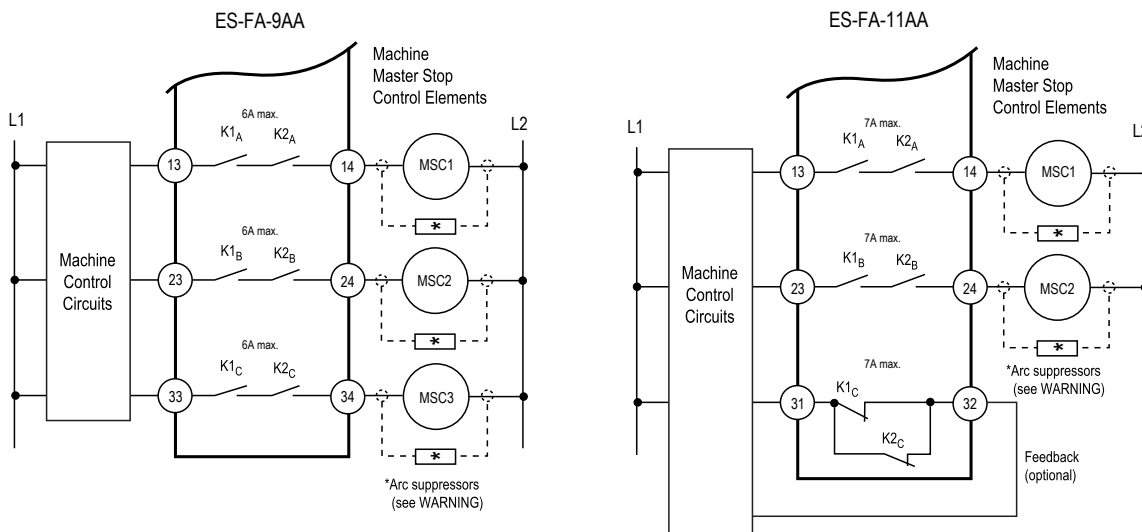 ES-FA-9AA
Machine
Master Stop
Control Elements
L1
L2
6A max.
K1A K2A
13
14
MSC1
*
6A max.
K1B K2B
Machine
Control
Circuits
23
24
MSC2
*
6A max.
K1C K2C
33
34
MSC3
*
*Arc suppressors
(see WARNING)
ES-FA-11AA
Machine
Master Stop
Control Elements
L1
L2
7A max.
K1A K2A
13
14
MSC1
*
7A max.
K1B K2B
Machine
Control
Circuits
23
24
MSC2
*
*Arc suppressors
(see WARNING)
7A max.
K1C
31
32
K2C
Feedback
(optional)